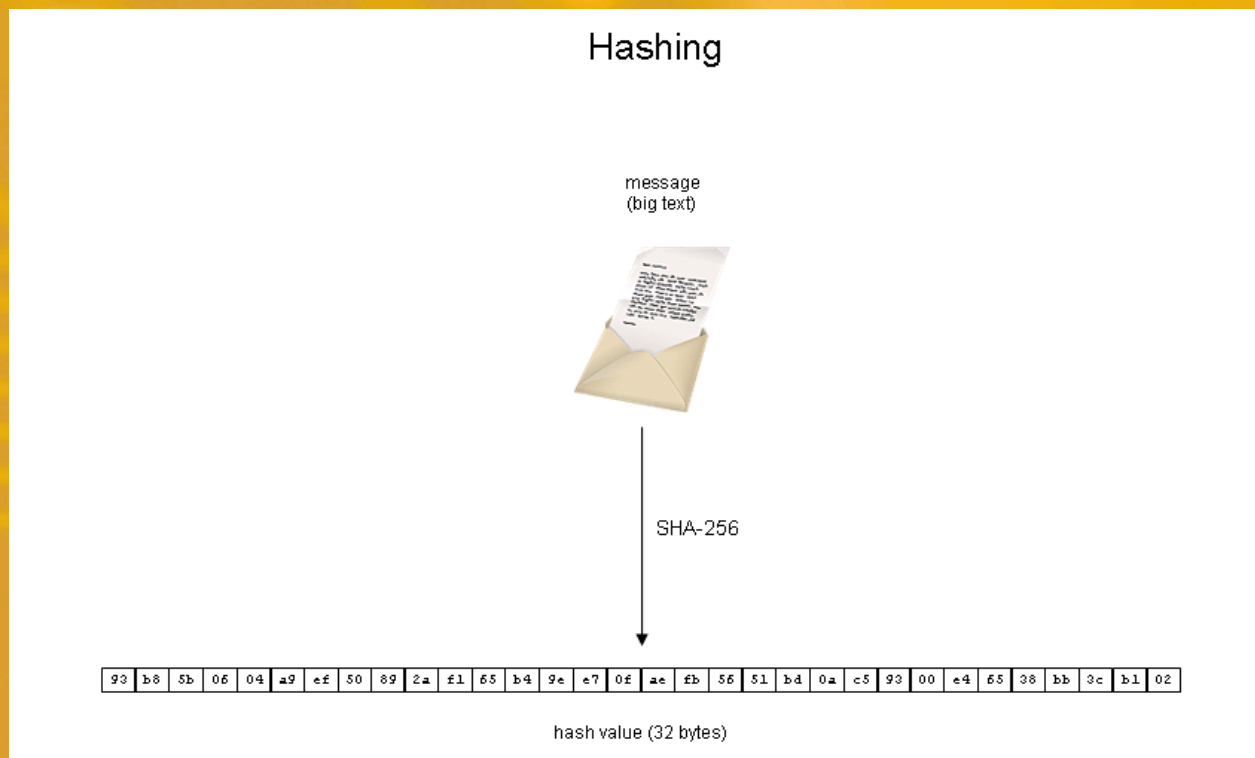 Hashing
message
(big text)
SHA-256
93 b8 5b 06 04 a9 ef 50 89 2a f1 65 b4 9e e7 0f ae fb 56 51 bd 0a c5 93 00 e4 65 38 bb 3c b1 02
hash value (32 bytes)